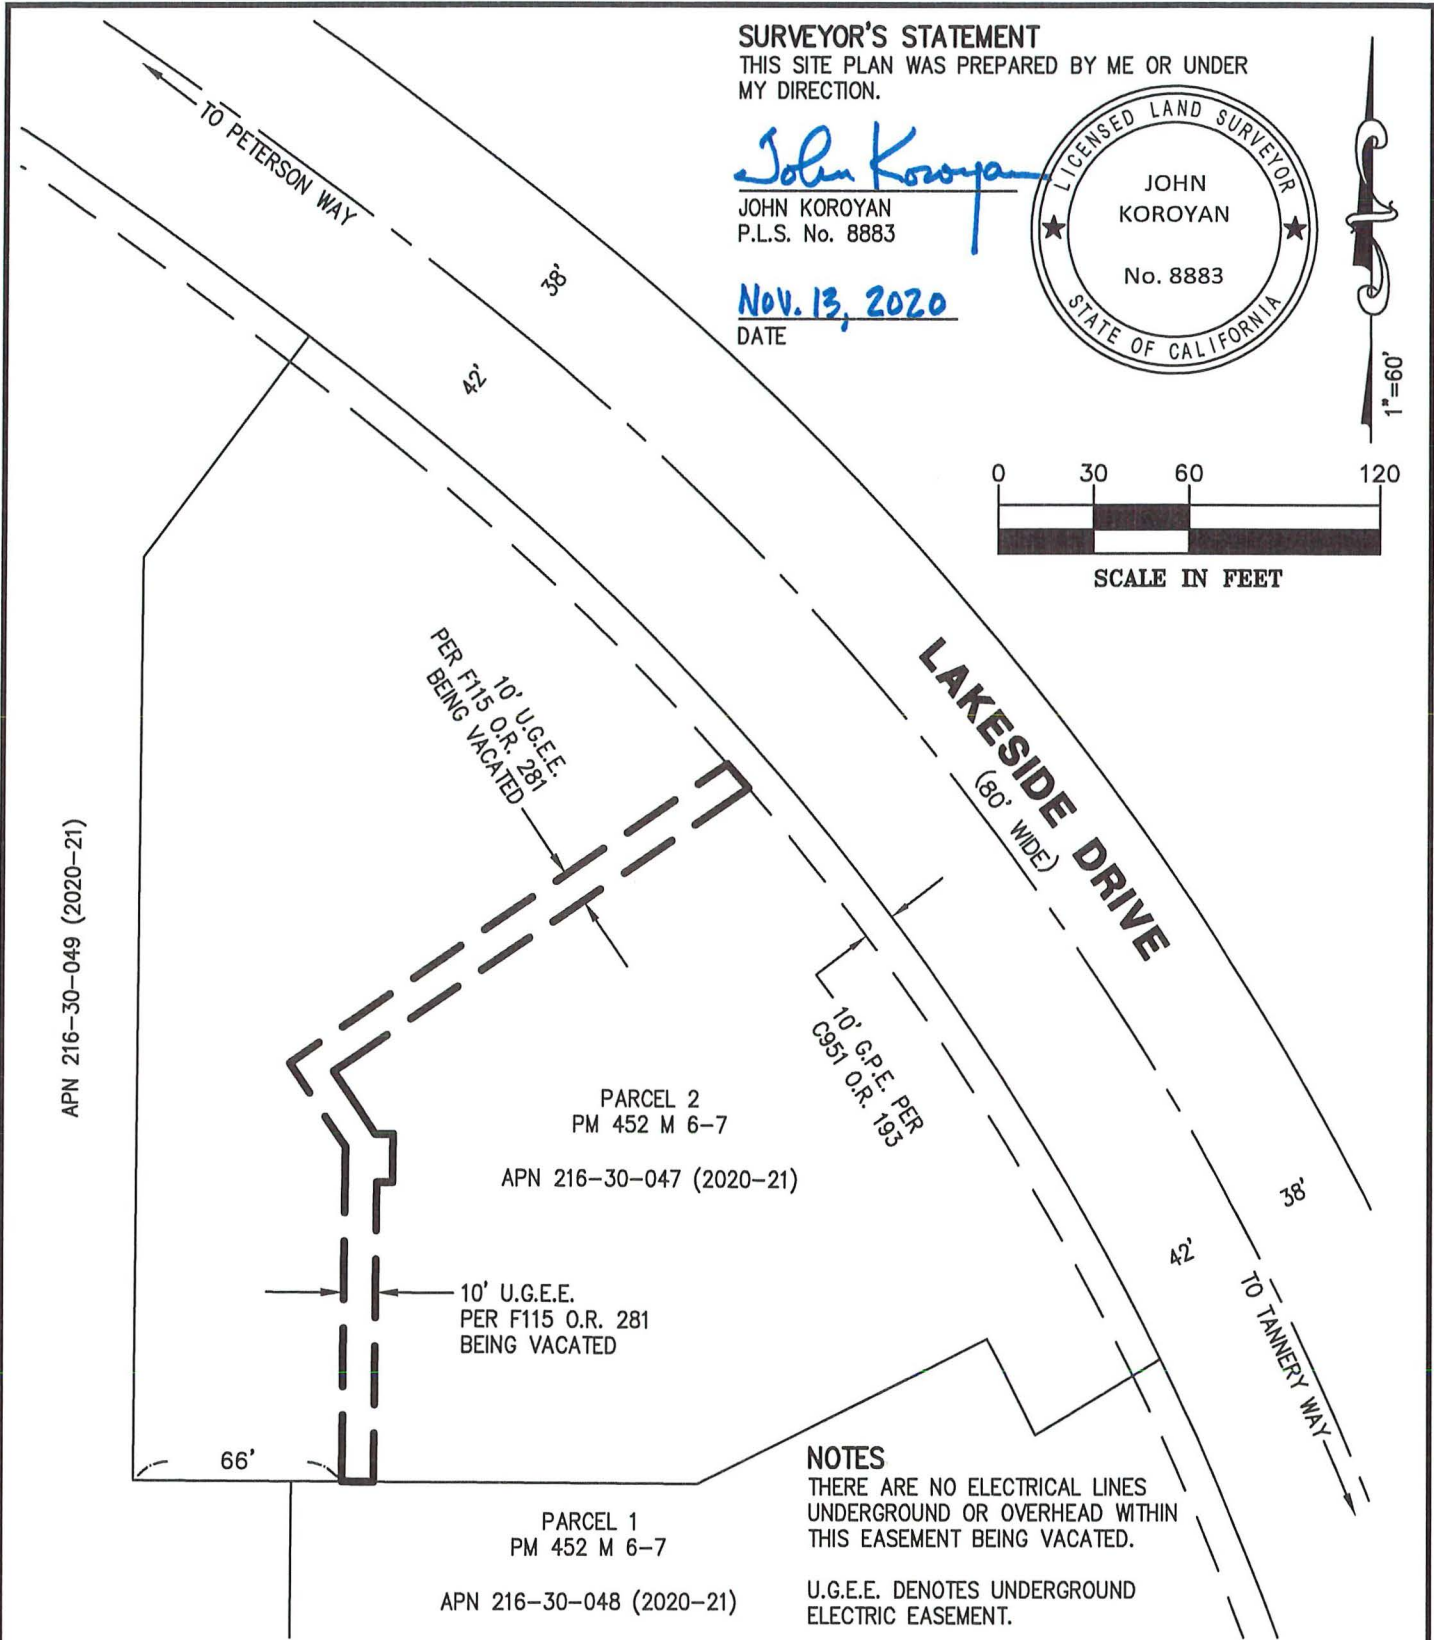 SURVEYOR'S STATEMENT
THIS SITE PLAN WAS PREPARED BY ME OR UNDER
MY DIRECTION.
John Koroyan
JOHN KOROYAN
P.L.S. No. 8883
Nov. 13, 2020
DATE
LICENSED LAND SURVEYOR
JOHN
KOROYAN
No. 8883
STATE OF CALIFORNIA
1"=60'
0 30 60 120
SCALE IN FEET
TO PETERSON WAY
38'
42'
LAKESIDE DRIVE
(80' WIDE)
10' U.G.E.E.
PER F115 O.R. 281
BEING VACATED
APN 216-30-049 (2020-21)
10' G.P.E. PER
C951 O.R. 193
PARCEL 2
PM 452 M 6-7
APN 216-30-047 (2020-21)
38'
42'
TO TANNERY WAY
10' U.G.E.E.
PER F115 O.R. 281
BEING VACATED
66'
PARCEL 1
PM 452 M 6-7
APN 216-30-048 (2020-21)
NOTES
THERE ARE NO ELECTRICAL LINES
UNDERGROUND OR OVERHEAD WITHIN
THIS EASEMENT BEING VACATED.
U.G.E.E. DENOTES UNDERGROUND
ELECTRIC EASEMENT.